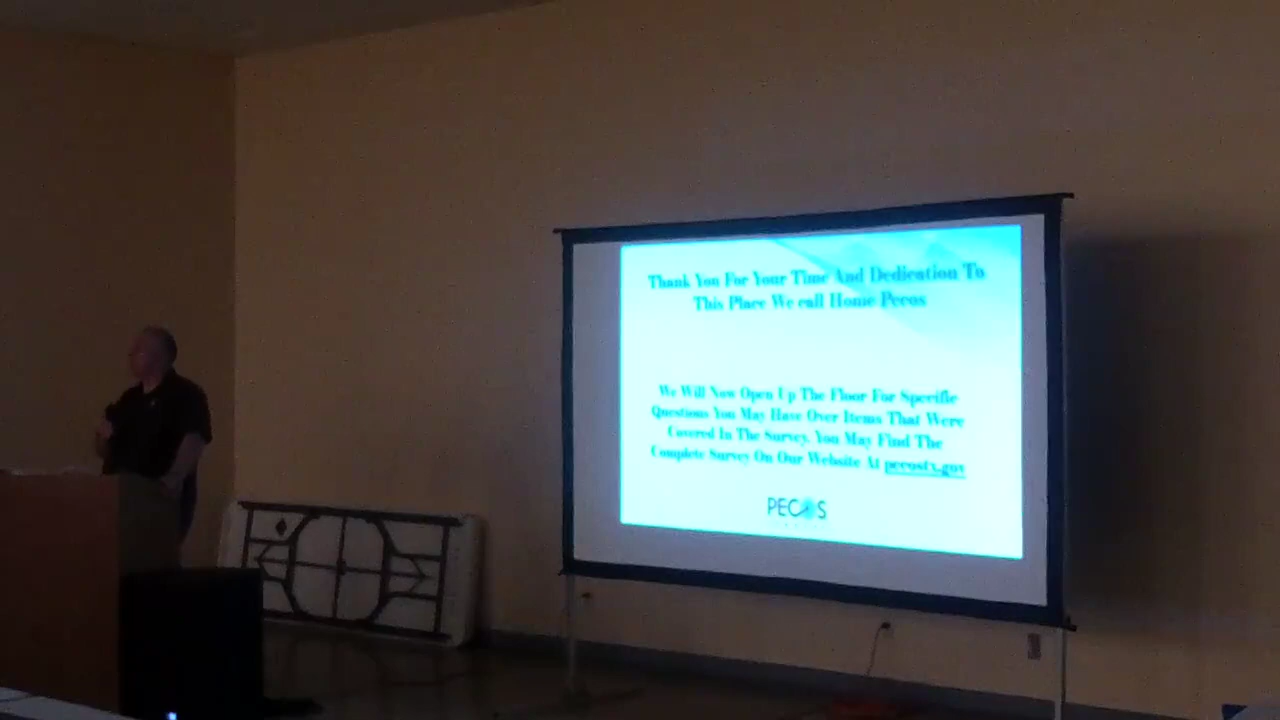 Thank You For Your Time And Dedication To
This Place We call Home Pecos
We Will Now Open Up The Floor For Specific
Questions You May Have Over Items That Were
Covered In The Survey. You May Find The
Complete Survey On Our Website At pecostx.gov
PECOS